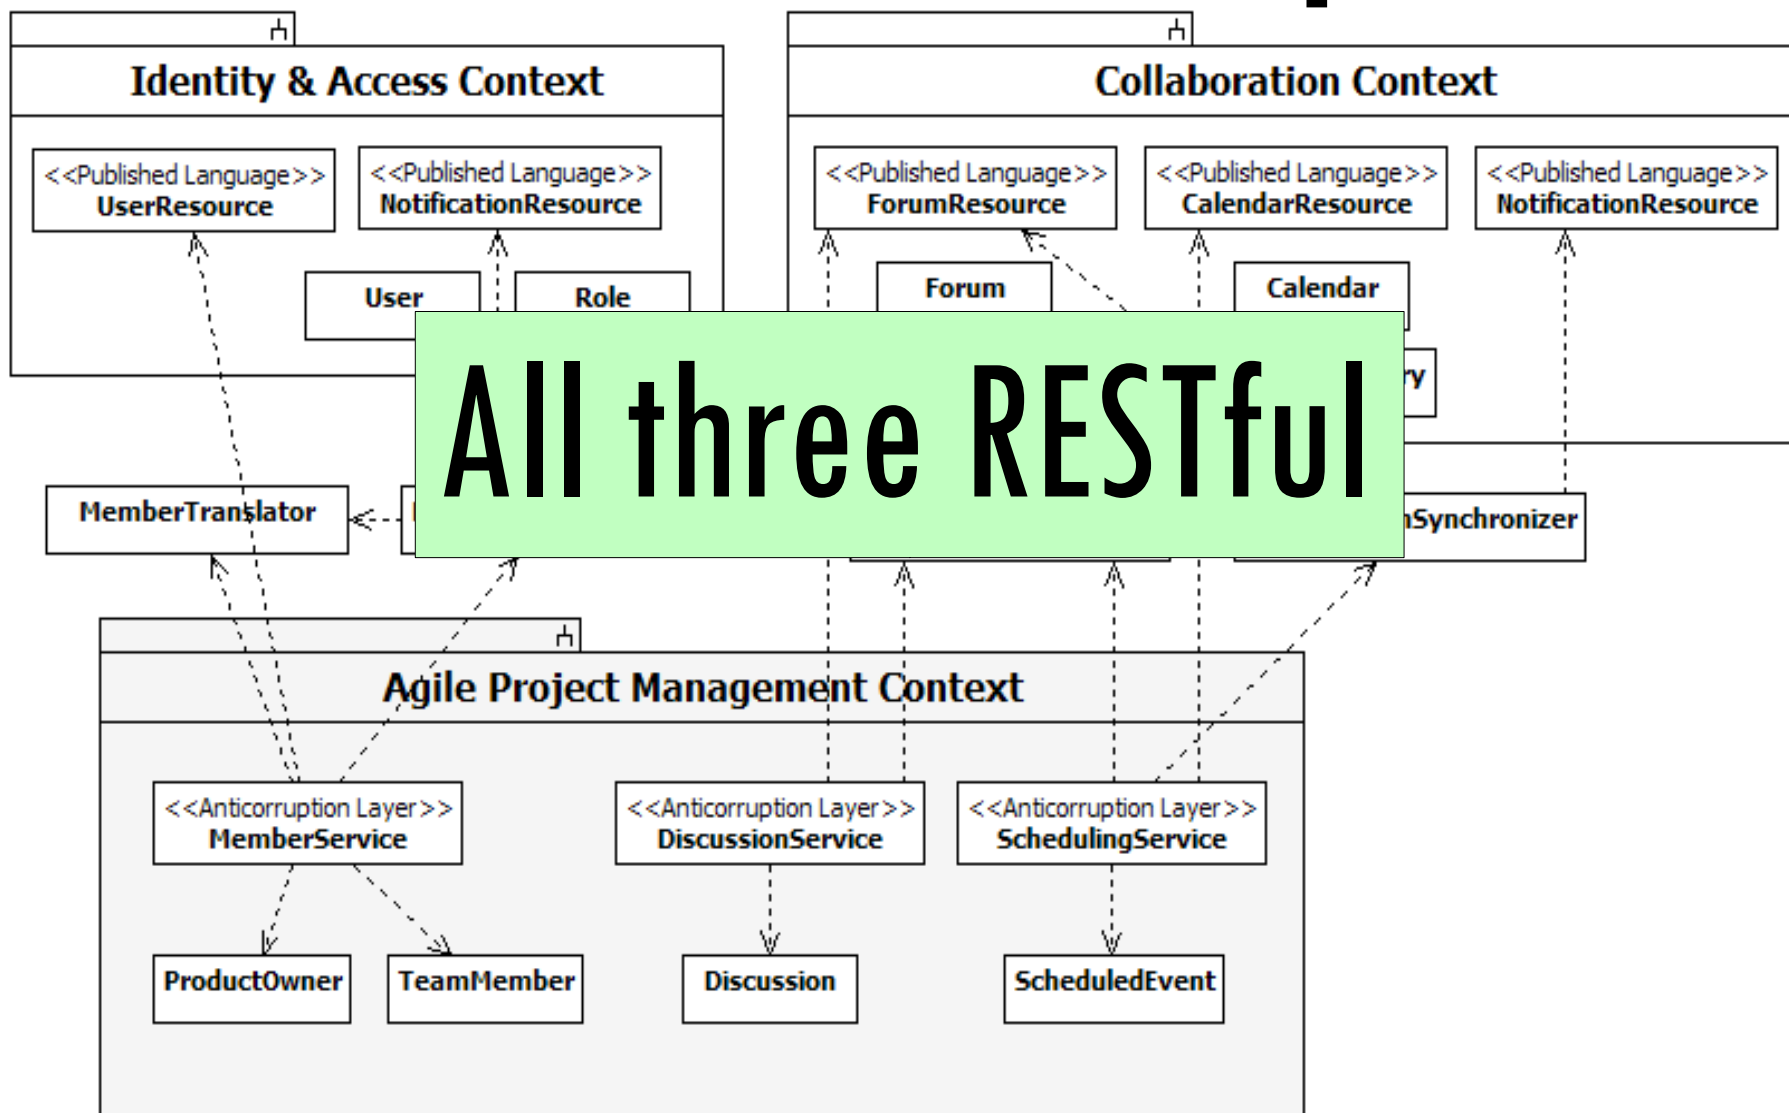 Identity & Access Context
Collaboration Context
<<Published Language>>
UserResource
<<Published Language>>
NotificationResource
<<Published Language>>
ForumResource
<<Published Language>>
CalendarResource
<<Published Language>>
NotificationResource
User
Role
Forum
Calendar
ry
All three RESTful
MemberTranslator
nSynchronizer
Agile Project Management Context
<<Anticorruption Layer>>
MemberService
<<Anticorruption Layer>>
DiscussionService
<<Anticorruption Layer>>
SchedulingService
ProductOwner
TeamMember
Discussion
ScheduledEvent